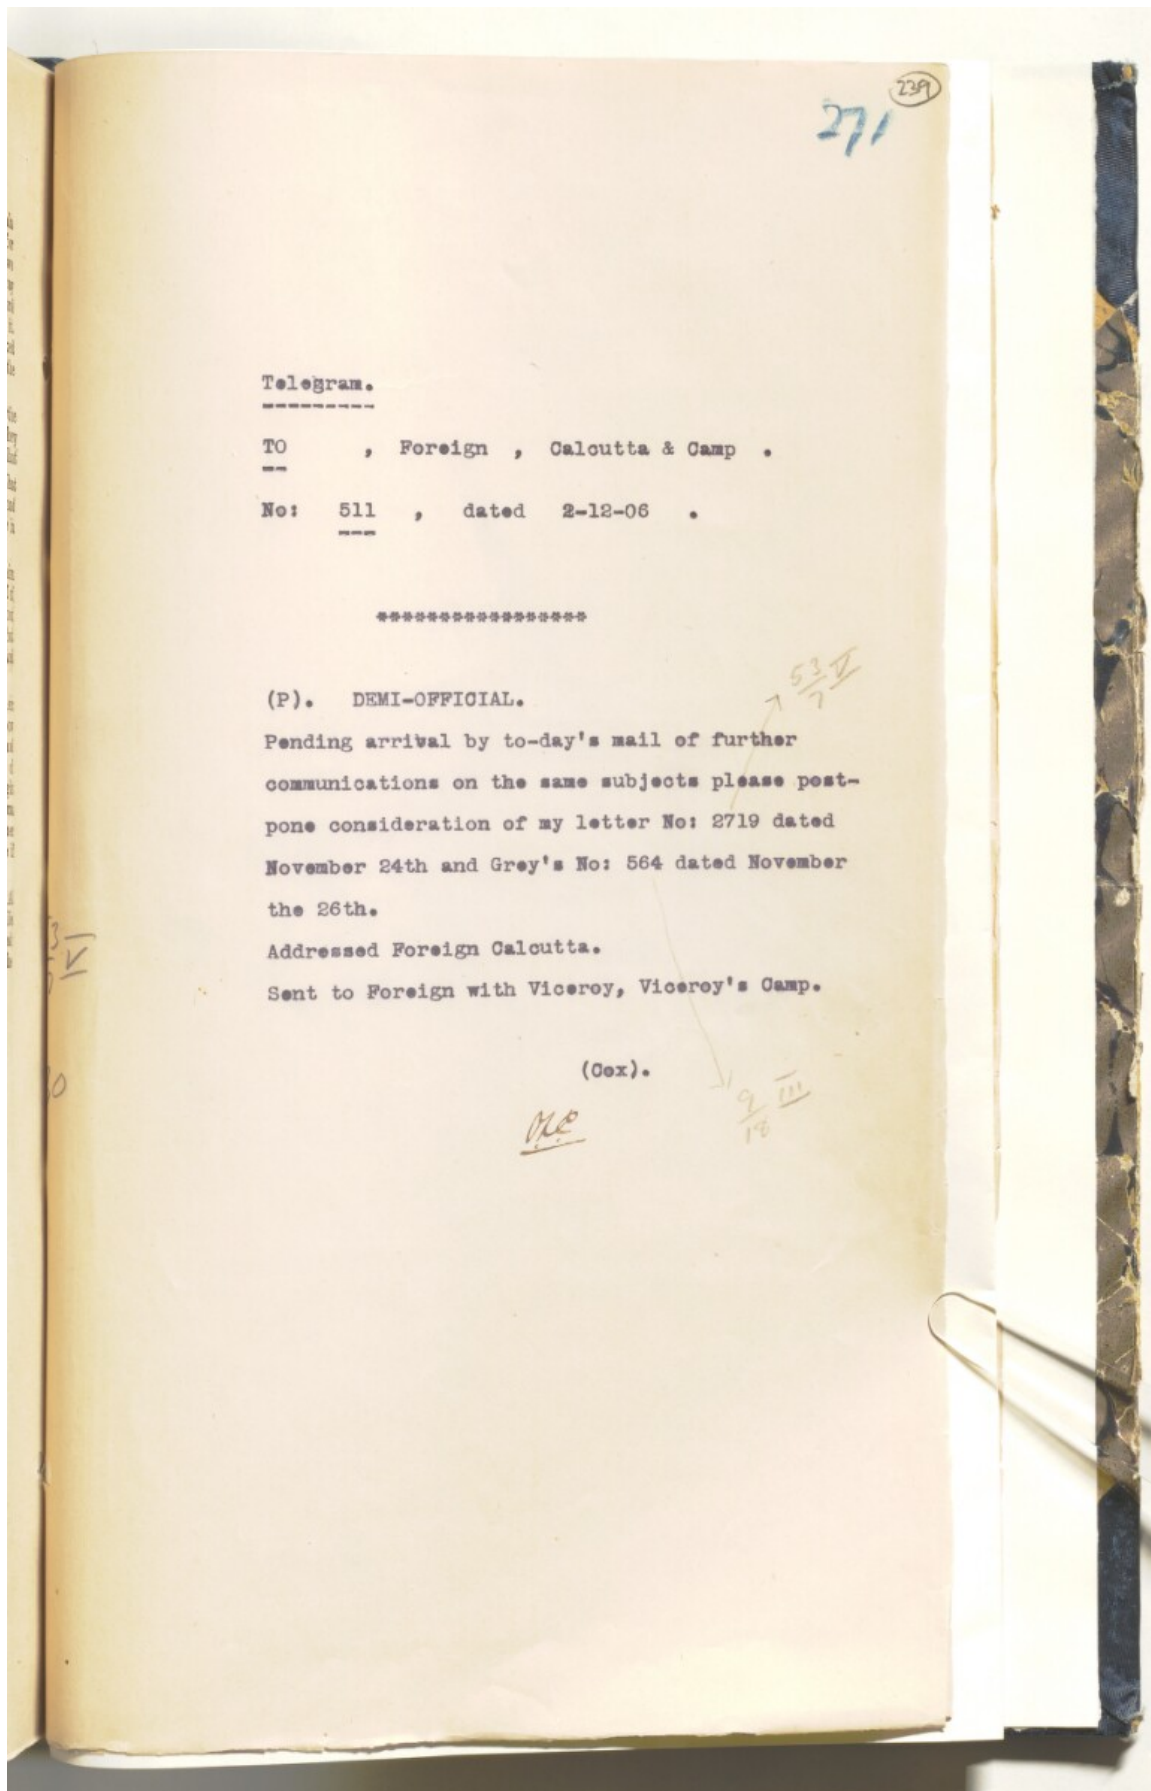 239
271
Telegram.
TO , Foreign , Calcutta & Camp .
No: 511 , dated 2-12-06 .
*****************
53/7 V
(P). DEMI-OFFICIAL.
Pending arrival by to-day's mail of further
communications on the same subjects please post-
pone consideration of my letter No: 2719 dated
November 24th and Grey's No: 564 dated November
the 26th.
Addressed Foreign Calcutta.
Sent to Foreign with Viceroy, Viceroy's Camp.
(Cox).
9/18 III